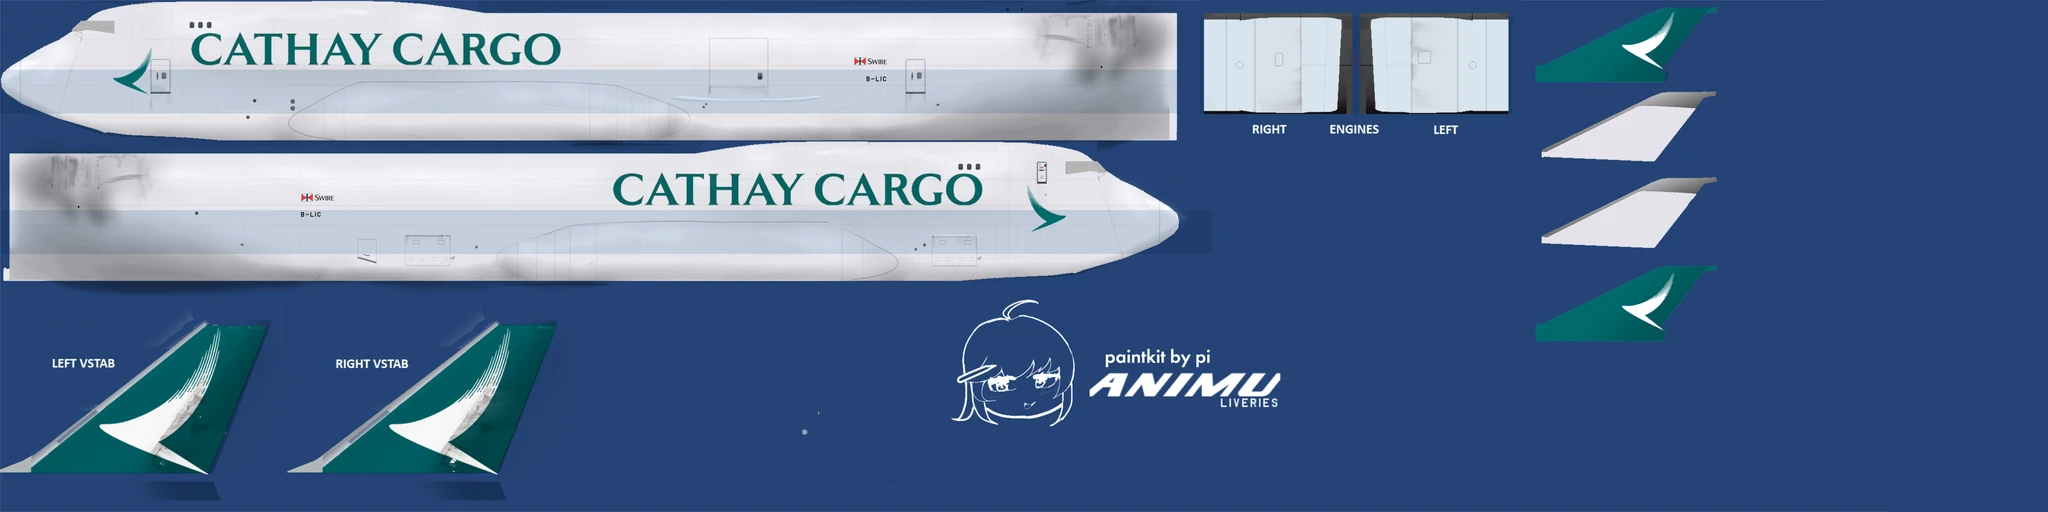 CATHAY CARGO
SWIRE
B-LIC
RIGHT ENGINES LEFT
SWIRE
B-LIC
CATHAY CARGO
LEFT VSTAB
RIGHT VSTAB
paintkit by pi
ANIMU
LIVERIES